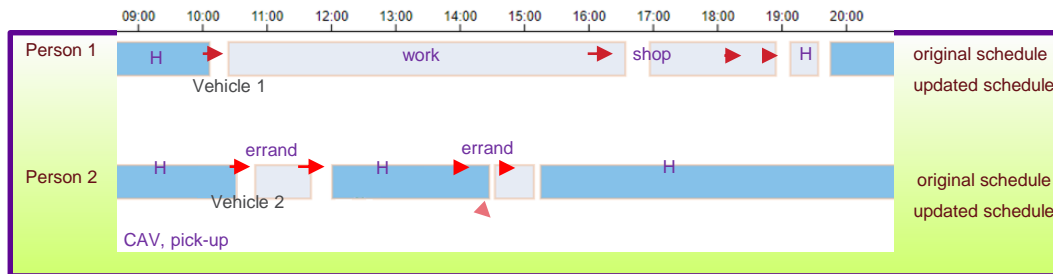 09:00 10:00 11:00 12:00 13:00 14:00 15:00 16:00 17:00 18:00 19:00 20:00
Person 1 H work shop H original schedule
Vehicle 1 updated schedule
errand errand
H H H
Person 2 original schedule
Vehicle 2 updated schedule
CAV, pick-up